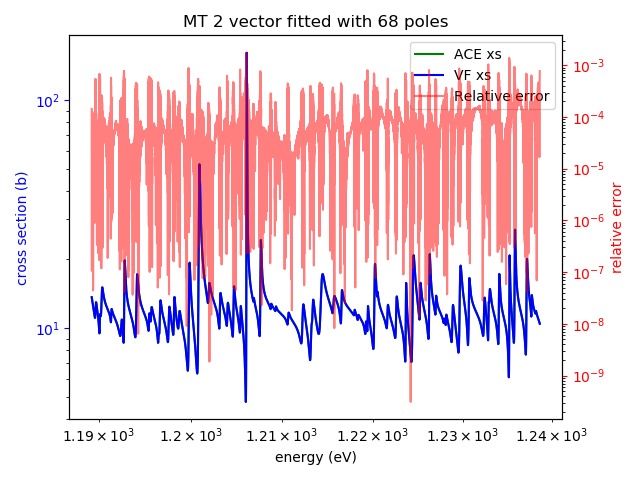 MT 2 vector fitted with 68 poles
ACE xs
VF xs
Relative error
cross section (b)
10²
10¹
relative error
10⁻³
10⁻⁴
10⁻⁵
10⁻⁶
10⁻⁷
10⁻⁸
10⁻⁹
1.19 × 10³ 1.2 × 10³ 1.21 × 10³ 1.22 × 10³ 1.23 × 10³ 1.24 × 10³
energy (eV)